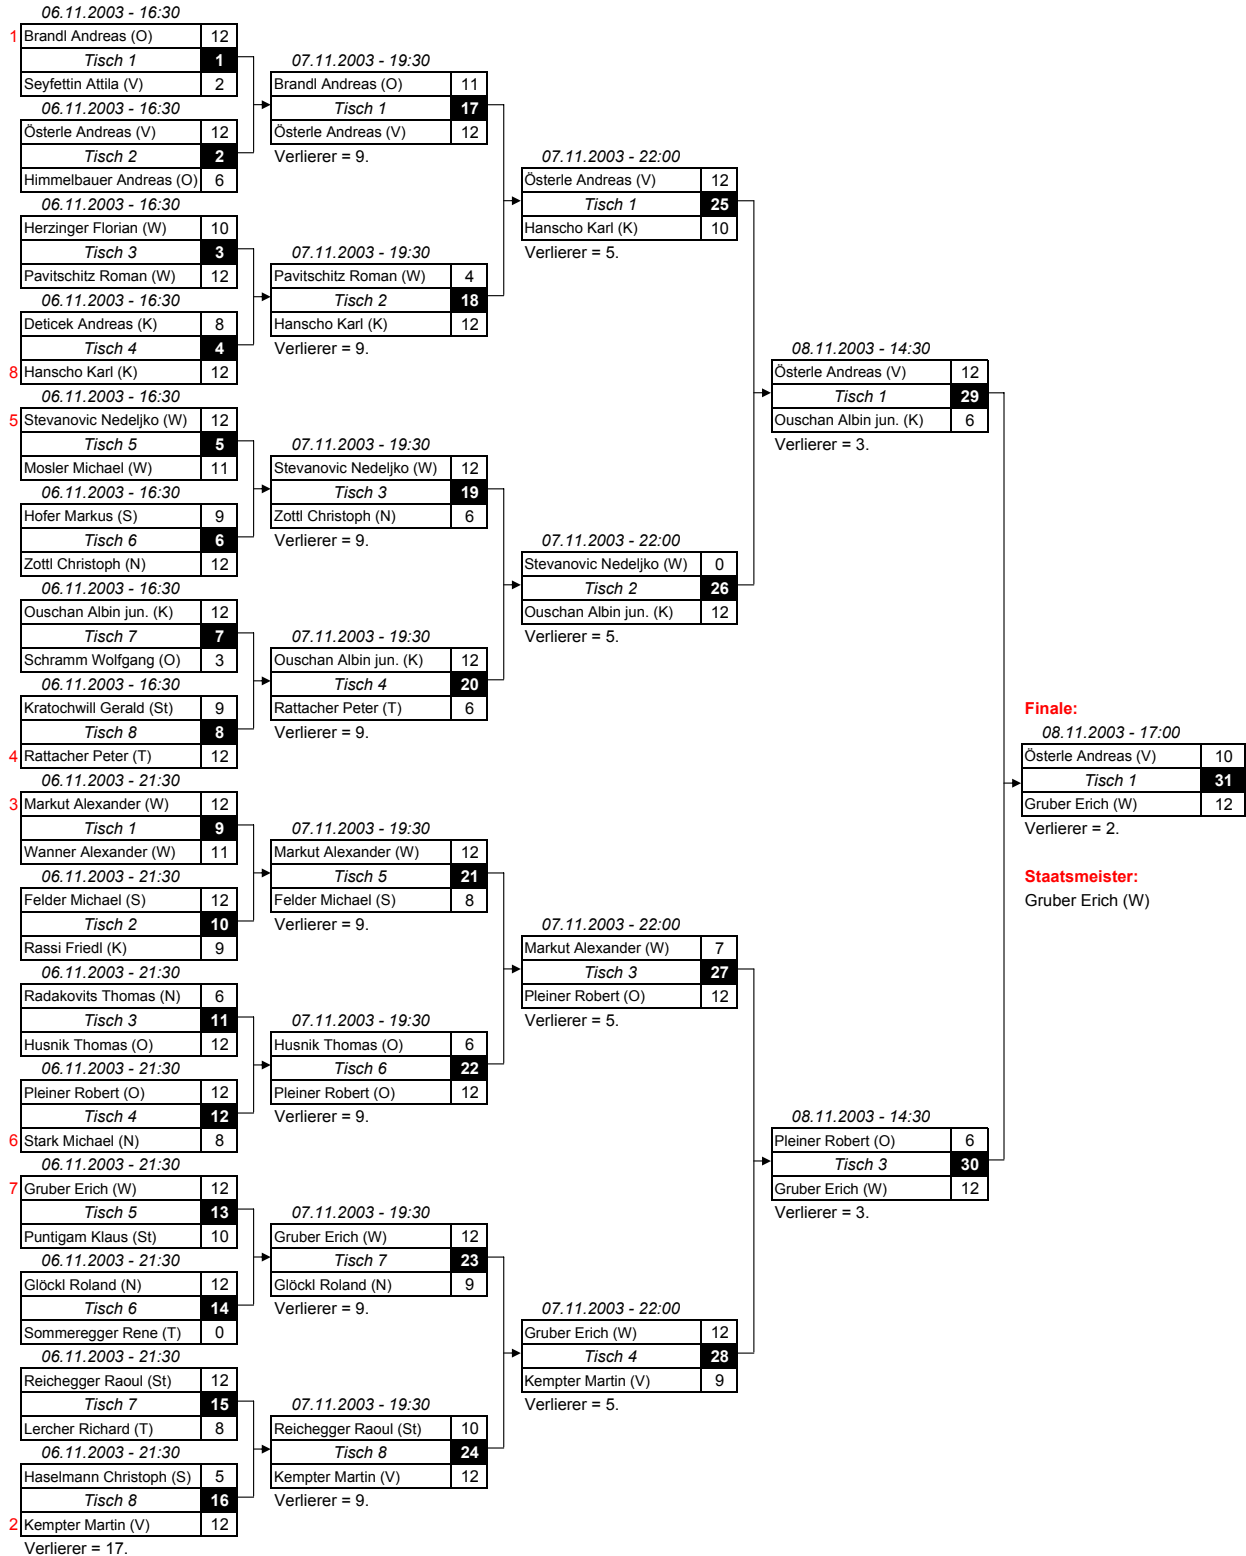 06.11.2003 - 16:30
1 Brandl Andreas (O) 12
Tisch 1 1
Seyfettin Attila (V) 2
06.11.2003 - 16:30
Österle Andreas (V) 12
Tisch 2 2
Himmelbauer Andreas (O) 6
06.11.2003 - 16:30
Herzinger Florian (W) 10
Tisch 3 3
Pavitschitz Roman (W) 12
06.11.2003 - 16:30
Deticek Andreas (K) 8
Tisch 4 4
8 Hanscho Karl (K) 12
06.11.2003 - 16:30
5 Stevanovic Nedeljko (W) 12
Tisch 5 5
Mosler Michael (W) 11
06.11.2003 - 16:30
Hofer Markus (S) 9
Tisch 6 6
Zottl Christoph (N) 12
06.11.2003 - 16:30
Ouschan Albin jun. (K) 12
Tisch 7 7
Schramm Wolfgang (O) 3
06.11.2003 - 16:30
Kratochwill Gerald (St) 9
Tisch 8 8
4 Rattacher Peter (T) 12
06.11.2003 - 21:30
3 Markut Alexander (W) 12
Tisch 1 9
Wanner Alexander (W) 11
06.11.2003 - 21:30
Felder Michael (S) 12
Tisch 2 10
Rassi Friedl (K) 9
06.11.2003 - 21:30
Radakovits Thomas (N) 6
Tisch 3 11
Husnik Thomas (O) 12
06.11.2003 - 21:30
Pleiner Robert (O) 12
Tisch 4 12
6 Stark Michael (N) 8
06.11.2003 - 21:30
7 Gruber Erich (W) 12
Tisch 5 13
Puntigam Klaus (St) 10
06.11.2003 - 21:30
Glöckl Roland (N) 12
Tisch 6 14
Sommeregger Rene (T) 0
06.11.2003 - 21:30
Reichegger Raoul (St) 12
Tisch 7 15
Lercher Richard (T) 8
06.11.2003 - 21:30
Haselmann Christoph (S) 5
Tisch 8 16
2 Kempter Martin (V) 12
Verlierer = 17.
07.11.2003 - 19:30
Brandl Andreas (O) 11
Tisch 1 17
Österle Andreas (V) 12
Verlierer = 9.
07.11.2003 - 19:30
Pavitschitz Roman (W) 4
Tisch 2 18
Hanscho Karl (K) 12
Verlierer = 9.
07.11.2003 - 19:30
Stevanovic Nedeljko (W) 12
Tisch 3 19
Zottl Christoph (N) 6
Verlierer = 9.
07.11.2003 - 19:30
Ouschan Albin jun. (K) 12
Tisch 4 20
Rattacher Peter (T) 6
Verlierer = 9.
07.11.2003 - 19:30
Markut Alexander (W) 12
Tisch 5 21
Felder Michael (S) 8
Verlierer = 9.
07.11.2003 - 19:30
Husnik Thomas (O) 6
Tisch 6 22
Pleiner Robert (O) 12
Verlierer = 9.
07.11.2003 - 19:30
Gruber Erich (W) 12
Tisch 7 23
Glöckl Roland (N) 9
Verlierer = 9.
07.11.2003 - 19:30
Reichegger Raoul (St) 10
Tisch 8 24
Kempter Martin (V) 12
Verlierer = 9.
07.11.2003 - 22:00
Österle Andreas (V) 12
Tisch 1 25
Hanscho Karl (K) 10
Verlierer = 5.
07.11.2003 - 22:00
Stevanovic Nedeljko (W) 0
Tisch 2 26
Ouschan Albin jun. (K) 12
Verlierer = 5.
07.11.2003 - 22:00
Markut Alexander (W) 7
Tisch 3 27
Pleiner Robert (O) 12
Verlierer = 5.
07.11.2003 - 22:00
Gruber Erich (W) 12
Tisch 4 28
Kempter Martin (V) 9
Verlierer = 5.
08.11.2003 - 14:30
Österle Andreas (V) 12
Tisch 1 29
Ouschan Albin jun. (K) 6
Verlierer = 3.
08.11.2003 - 14:30
Pleiner Robert (O) 6
Tisch 3 30
Gruber Erich (W) 12
Verlierer = 3.
Finale:
08.11.2003 - 17:00
Österle Andreas (V) 10
Tisch 1 31
Gruber Erich (W) 12
Verlierer = 2.
Staatsmeister:
Gruber Erich (W)